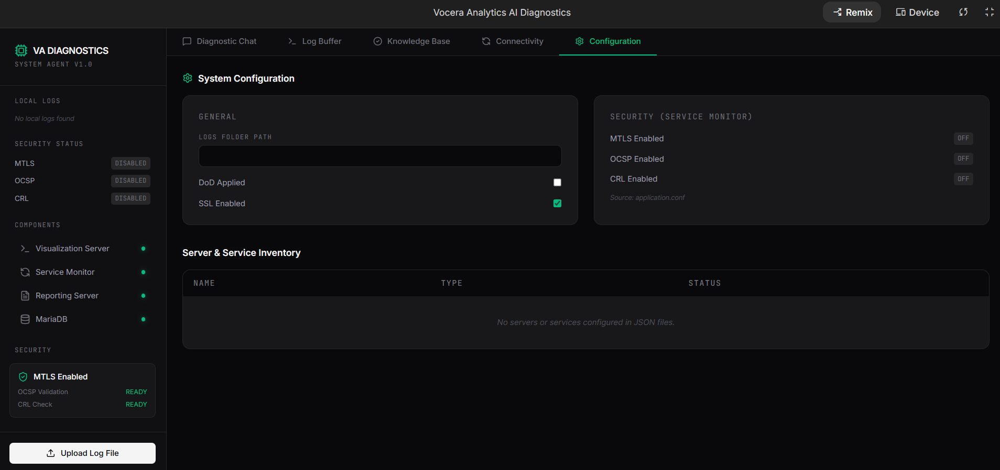 Vocera Analytics AI Diagnostics
Remix
Device
VA DIAGNOSTICS
SYSTEM AGENT V1.0
LOCAL LOGS
No local logs found
SECURITY STATUS
MTLS DISABLED
OCSP DISABLED
CRL DISABLED
COMPONENTS
Visualization Server
Service Monitor
Reporting Server
MariaDB
SECURITY
MTLS Enabled
OCSP Validation READY
CRL Check READY
Upload Log File
Diagnostic Chat
Log Buffer
Knowledge Base
Connectivity
Configuration
System Configuration
GENERAL
LOGS FOLDER PATH
DoD Applied
SSL Enabled
SECURITY (SERVICE MONITOR)
MTLS Enabled OFF
OCSP Enabled OFF
CRL Enabled OFF
Source: application.conf
Server & Service Inventory
NAME TYPE STATUS
No servers or services configured in JSON files.